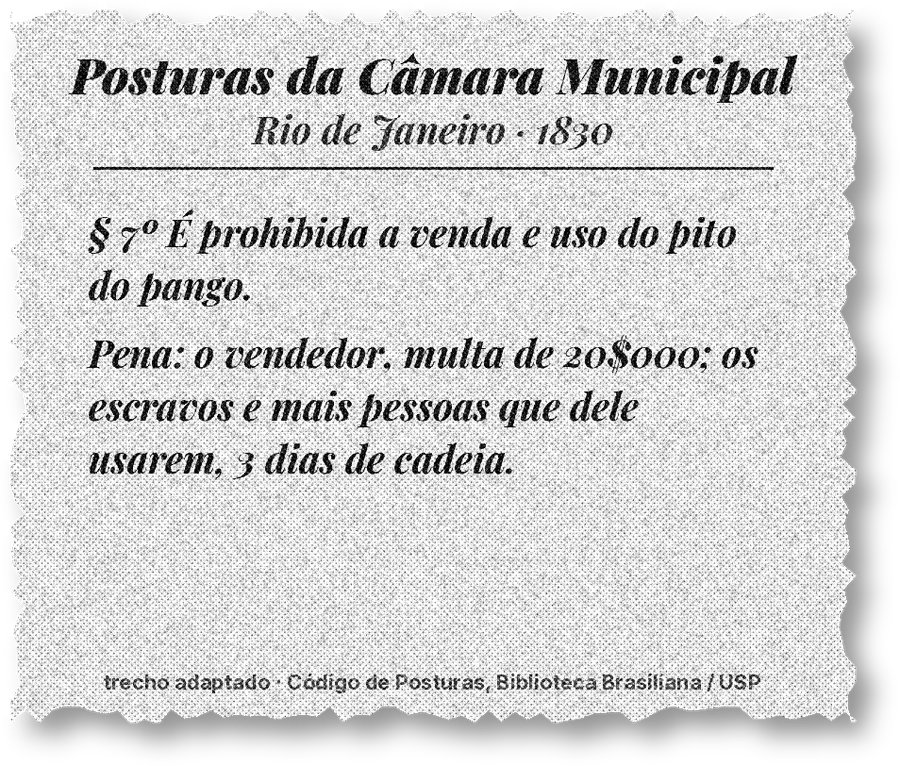 Posturas da Câmara Municipal
Rio de Janeiro · 1830
§ 7º É prohibida a venda e uso do pito
do pango.
Pena: o vendedor, multa de 20$000; os
escravos e mais pessoas que dele
usarem, 3 dias de cadeia.
trecho adaptado · Código de Posturas, Biblioteca Brasiliana / USP